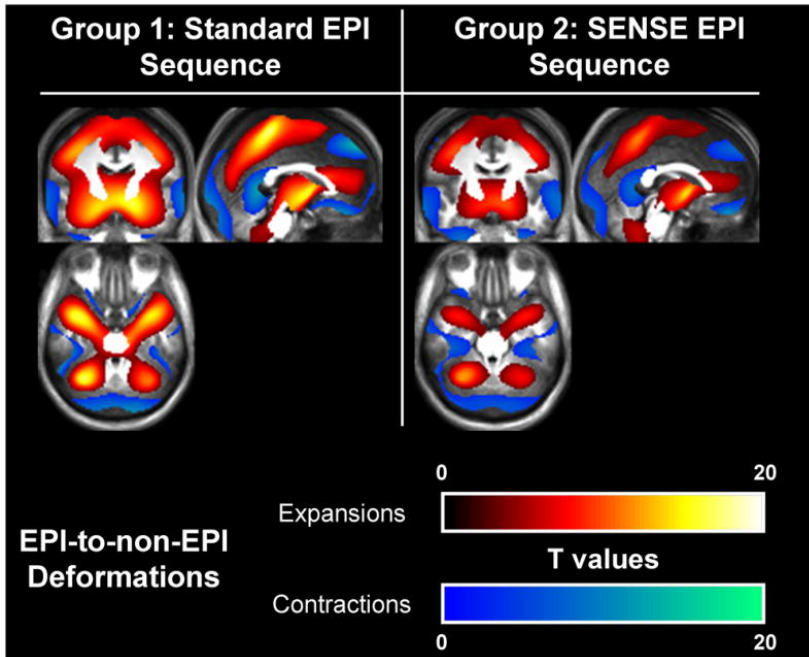 Group 1: Standard EPI
Sequence
Group 2: SENSE EPI
Sequence
0
20
Expansions
EPI-to-non-EPI
Deformations
T values
Contractions
0
20